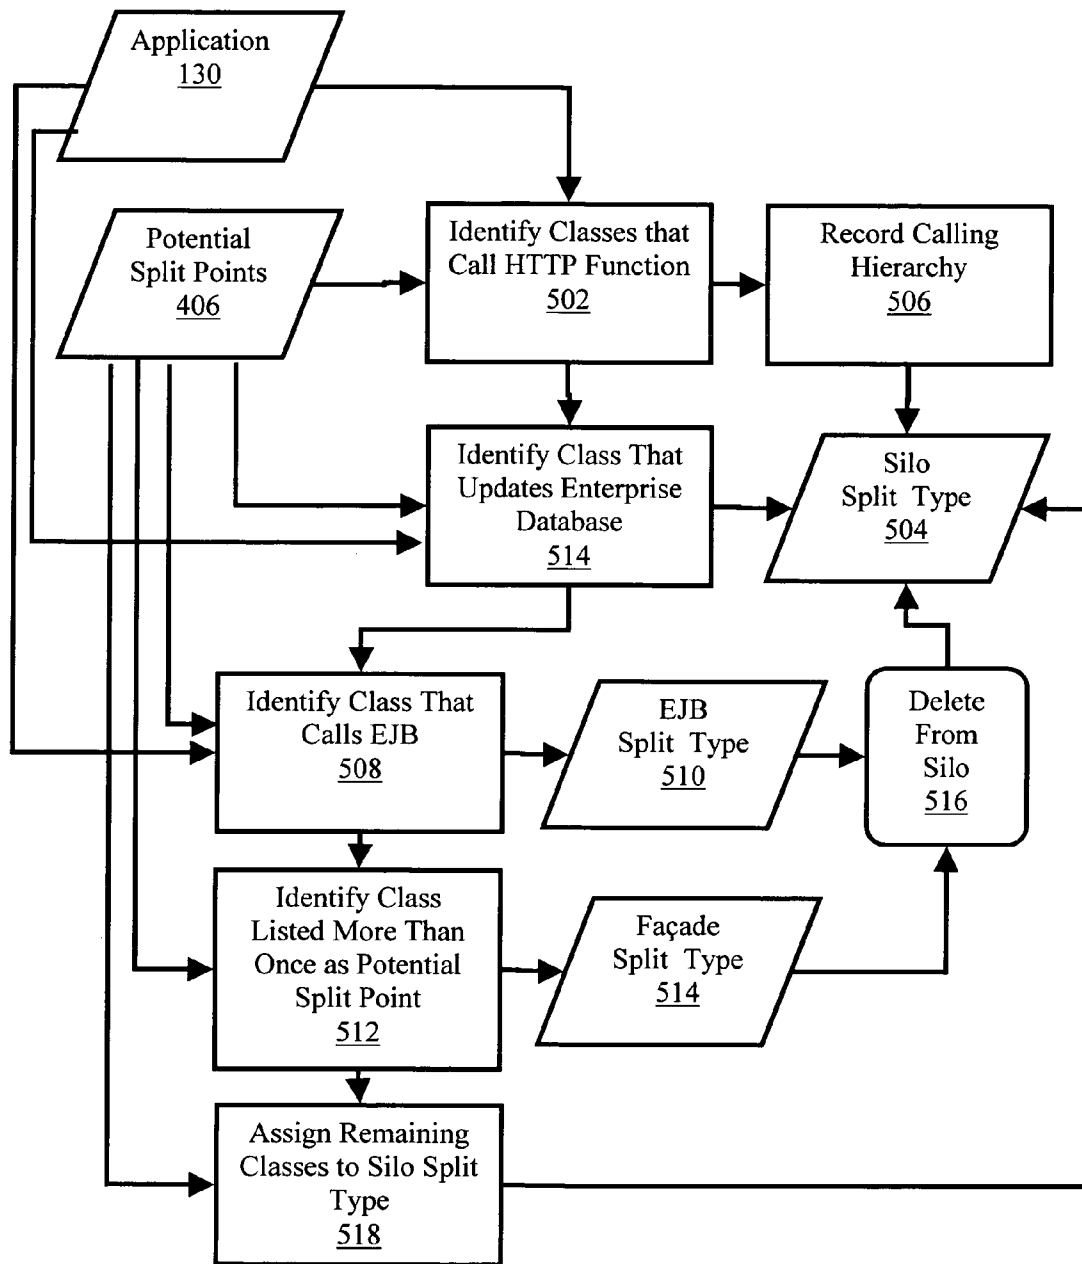 Application
130
Potential
Split Points
406
Identify Classes that
Call HTTP Function
502
Record Calling
Hierarchy
506
Identify Class That
Updates Enterprise
Database
514
Silo
Split Type
504
Identify Class That
Calls EJB
508
EJB
Split Type
510
Delete
From
Silo
516
Identify Class
Listed More Than
Once as Potential
Split Point
512
Façade
Split Type
514
Assign Remaining
Classes to Silo Split
Type
518